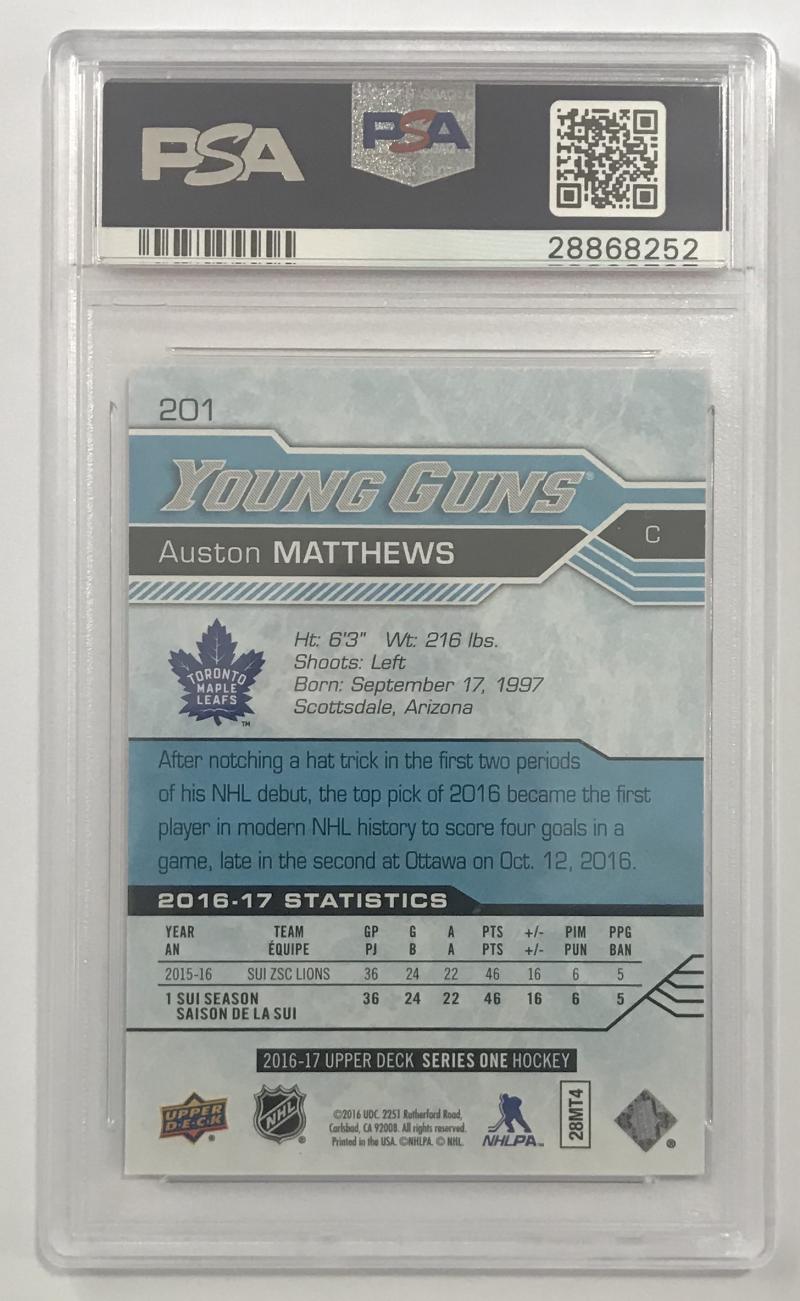 PSA
PSA
28868252
201
YOUNG GUNS®
Auston MATTHEWS
C
TORONTO
MAPLE
LEAFS
TM
Ht: 6'3" Wt: 216 lbs.
Shoots: Left
Born: September 17, 1997
Scottsdale, Arizona
After notching a hat trick in the first two periods
of his NHL debut, the top pick of 2016 became the first
player in modern NHL history to score four goals in a
game, late in the second at Ottawa on Oct. 12, 2016.
2016-17 STATISTICS
YEAR TEAM GP G A PTS +/- PIM PPG
AN ÉQUIPE PJ B A PTS +/- PUN BAN
2015-16 SUI ZSC LIONS 36 24 22 46 16 6 5
1 SUI SEASON 36 24 22 46 16 6 5
SAISON DE LA SUI
2016-17 UPPER DECK SERIES ONE HOCKEY
UPPER
D·E·C·K
®
NHL
®
©2016 UDC. 2251 Rutherford Road,
Carlsbad, CA 92008. All rights reserved.
Printed in the USA. ©NHLPA. © NHL.
NHLPA™
28MT4
®